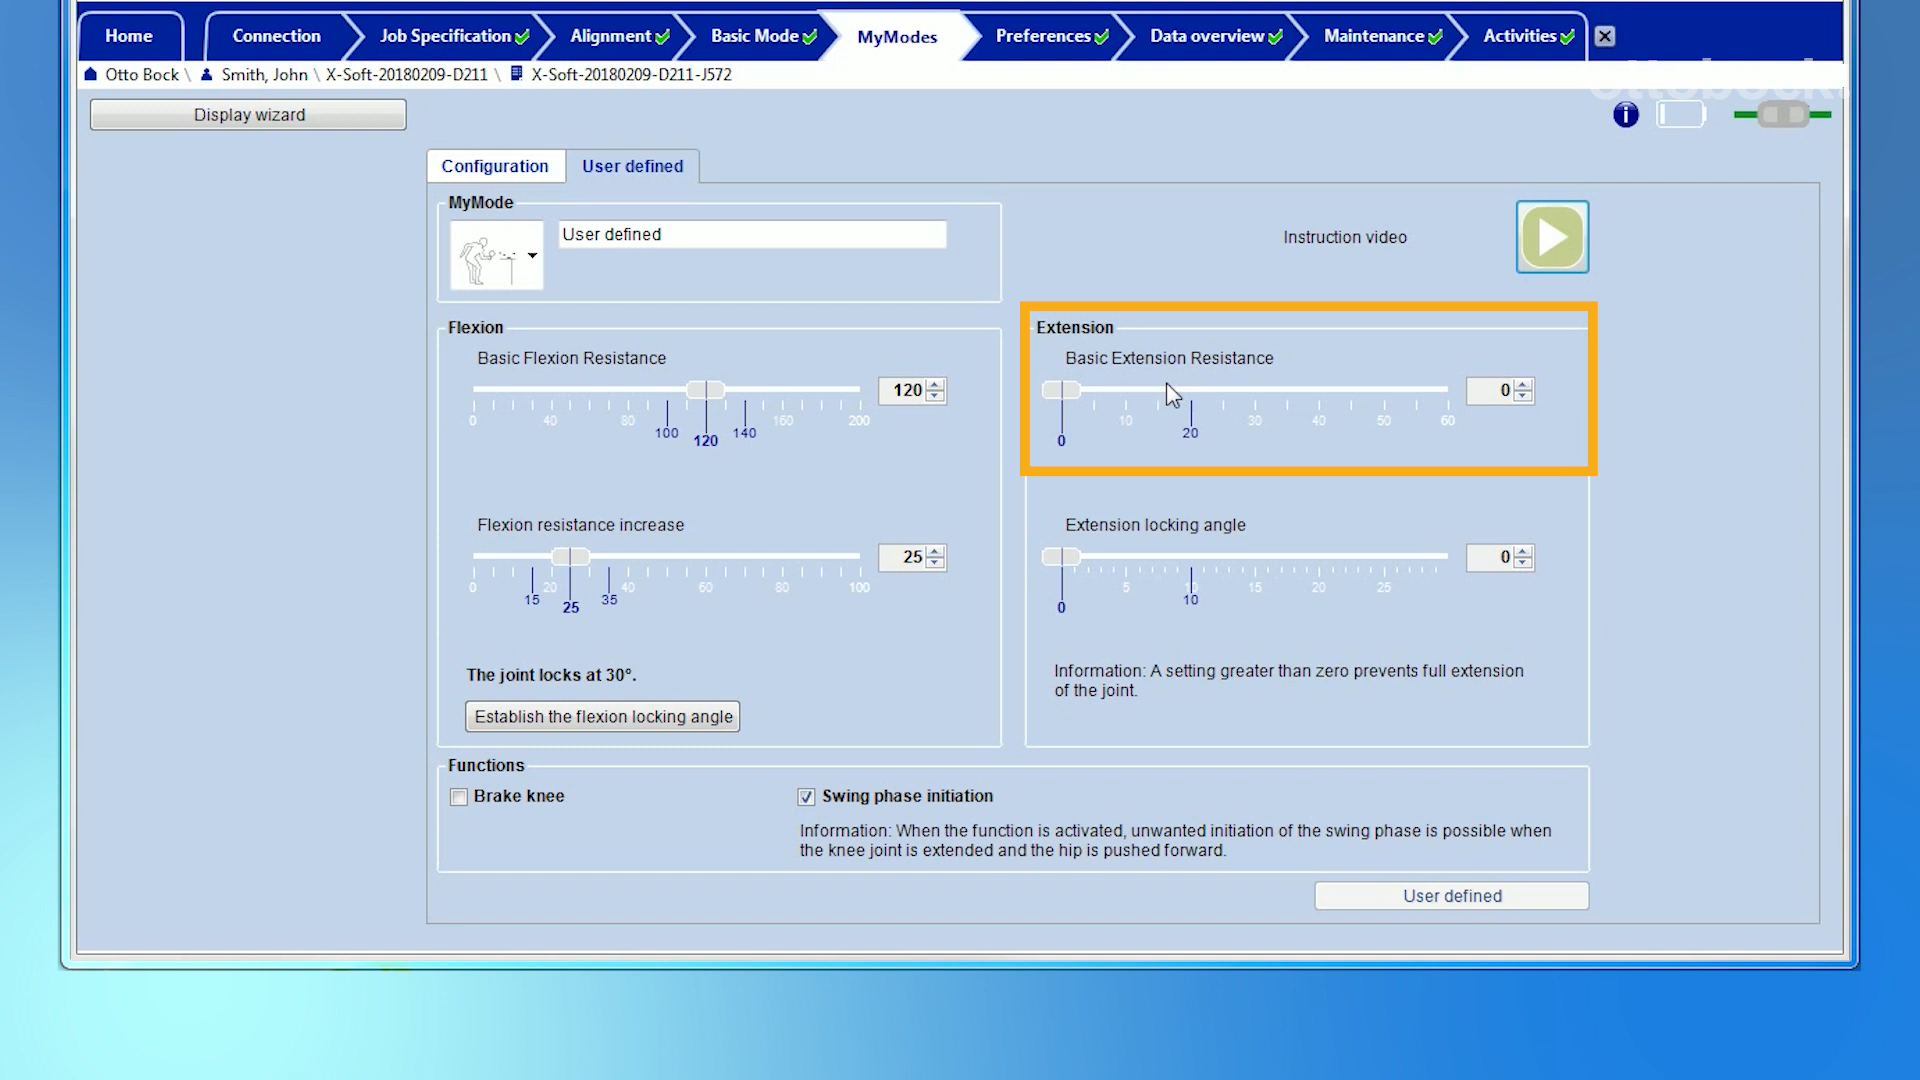 Home Connection Job Specification Alignment Basic Mode MyModes Preferences Data overview Maintenance Activities
Otto Bock \ Smith, John \ X-Soft-20180209-D211 \ X-Soft-20180209-D211-J572
Display wizard
Configuration User defined
MyMode
User defined
Instruction video
Flexion
Basic Flexion Resistance
120
0 40 80 160 200
100 120 140
Flexion resistance increase
25
0 20 40 60 80 100
15 25 35
The joint locks at 30°.
Establish the flexion locking angle
Extension
Basic Extension Resistance
0
10 30 40 50 60
0 20
Extension locking angle
0
5 15 20 25
0 10
Information: A setting greater than zero prevents full extension
of the joint.
Functions
Brake knee
Swing phase initiation
Information: When the function is activated, unwanted initiation of the swing phase is possible when
the knee joint is extended and the hip is pushed forward.
User defined